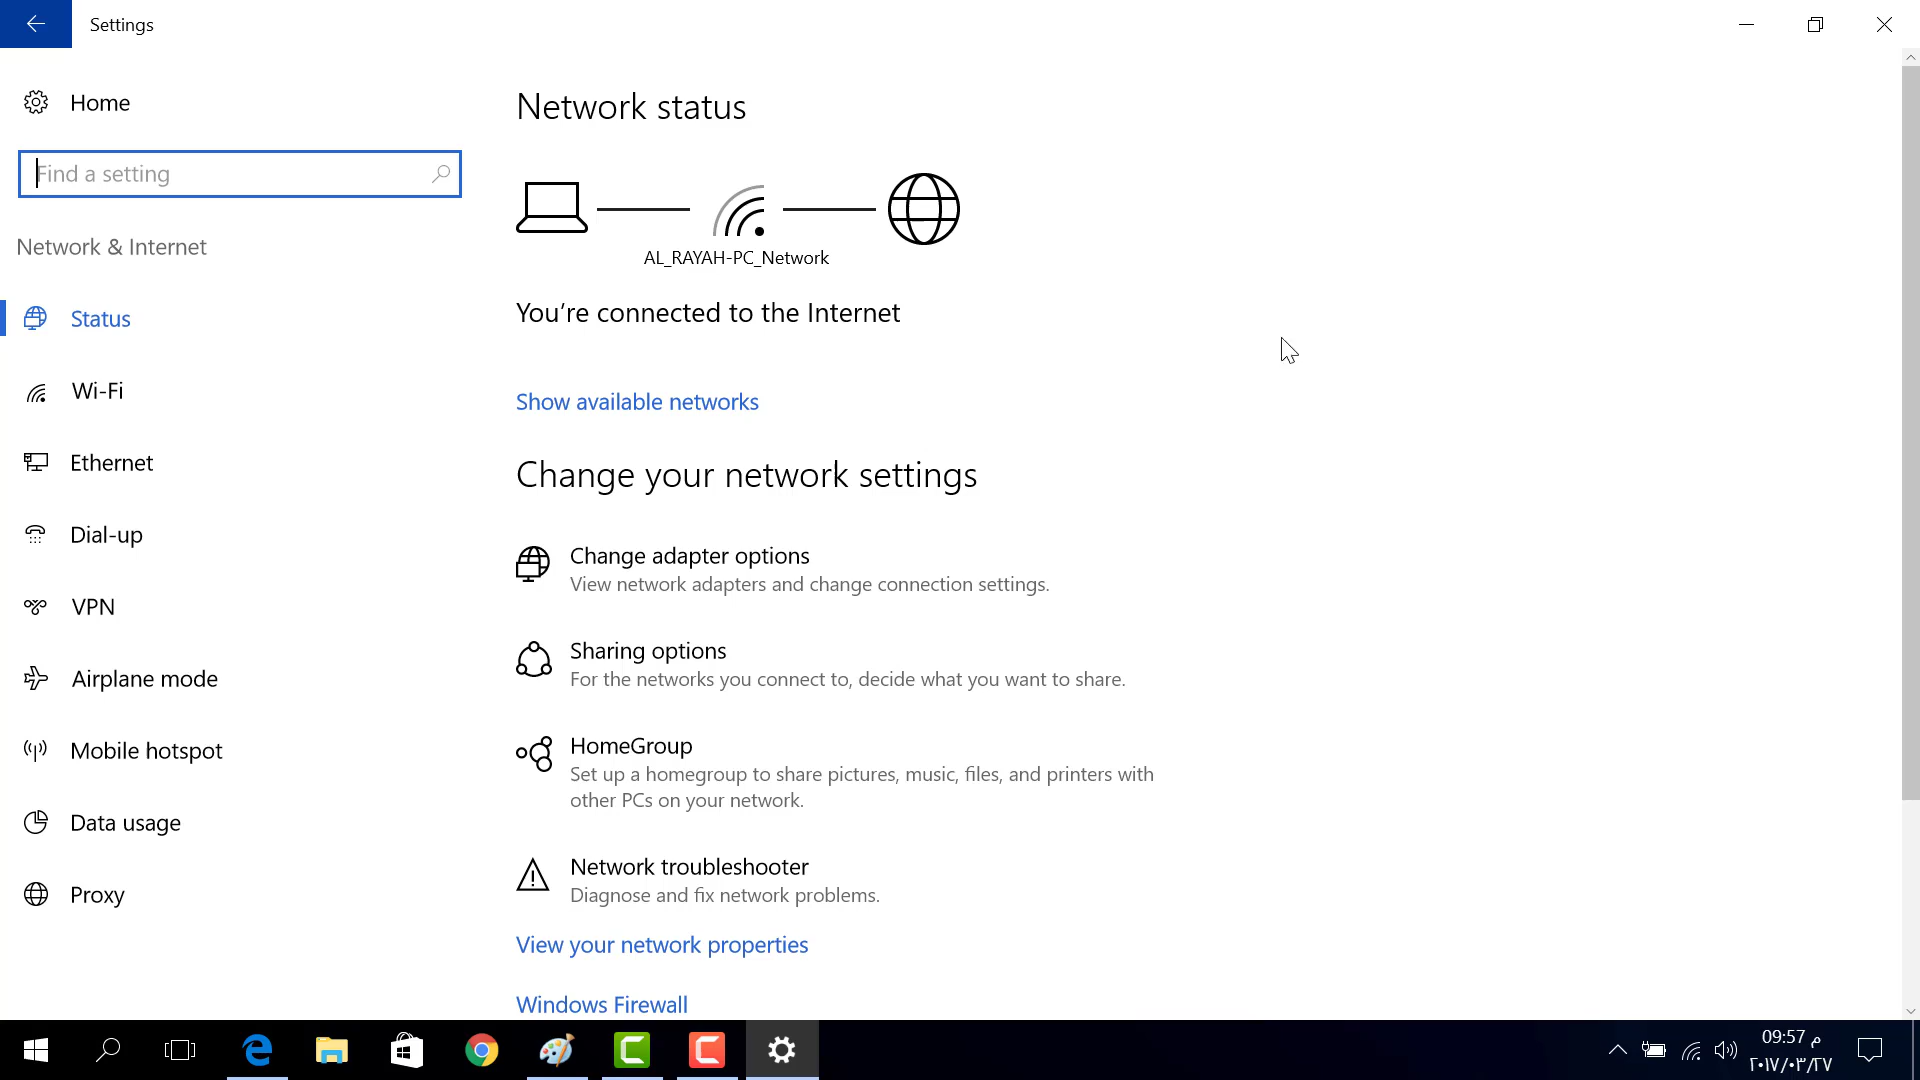 Settings
Home
Find a setting
Network & Internet
Status
Wi-Fi
Ethernet
Dial-up
VPN
Airplane mode
Mobile hotspot
Data usage
Proxy
Network status
AL_RAYAH-PC_Network
You’re connected to the Internet
Show available networks
Change your network settings
Change adapter options
View network adapters and change connection settings.
Sharing options
For the networks you connect to, decide what you want to share.
HomeGroup
Set up a homegroup to share pictures, music, files, and printers with
other PCs on your network.
Network troubleshooter
Diagnose and fix network problems.
View your network properties
Windows Firewall
09:57 م
٢٠١٧/٠٣/٢٧